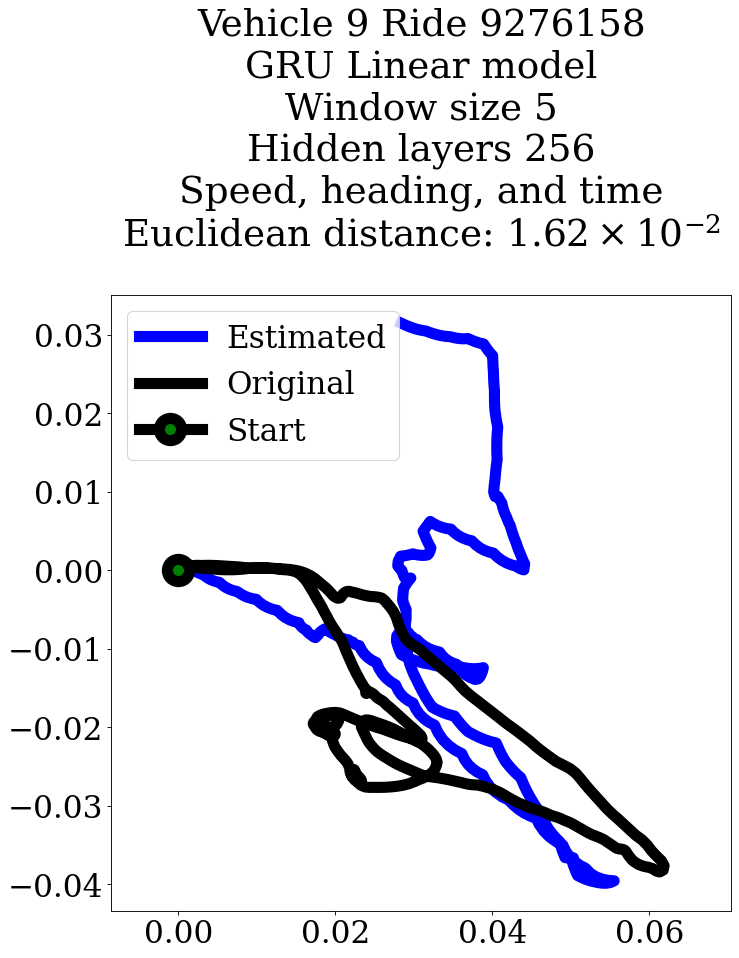 Vehicle 9 Ride 9276158
GRU Linear model
Window size 5
Hidden layers 256
Speed, heading, and time
Euclidean distance: 1.62 × 10⁻²
Estimated
Original
Start
0.03
0.02
0.01
0.00
−0.01
−0.02
−0.03
−0.04
0.00 0.02 0.04 0.06